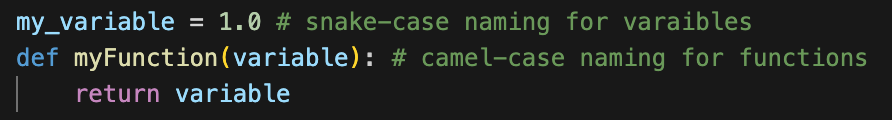 my_variable = 1.0 # snake-case naming for varaibles
def myFunction(variable): # camel-case naming for functions
    return variable